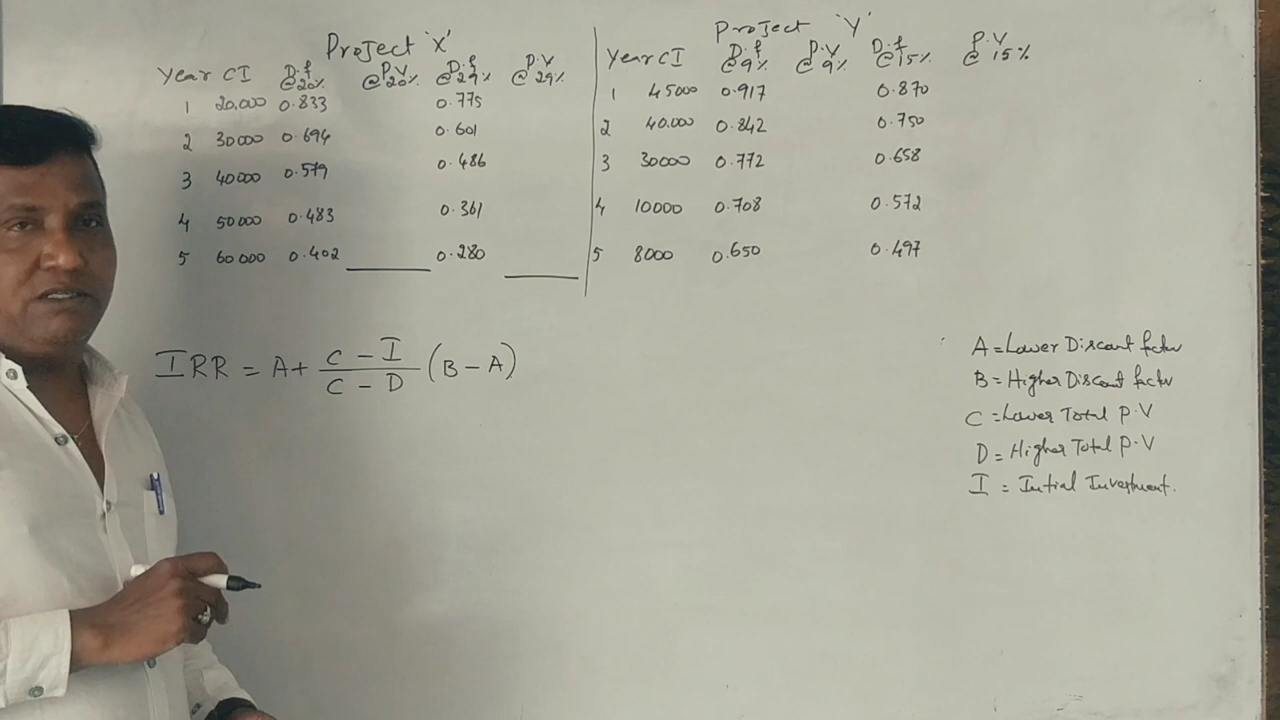 Project 'X'
Year CI D.f @20% P.V @20% D.f @29% P.V @29%
1 20,000 0.833 0.775
2 30000 0.694 0.601
3 40000 0.579 0.486
4 50000 0.483 0.361
5 60000 0.402 0.280
Project 'Y'
Year CI D.f @9% P.V @9% D.f @15% P.V @15%
1 45000 0.917 0.870
2 40.000 0.842 0.750
3 30000 0.772 0.658
4 10000 0.708 0.572
5 8000 0.650 0.497
IRR = A + C - I / C - D (B - A)
A = Lower Discount factor
B = Higher Discount factor
C = Lower Total P.V
D = Higher Total P.V
I = Initial Investment.